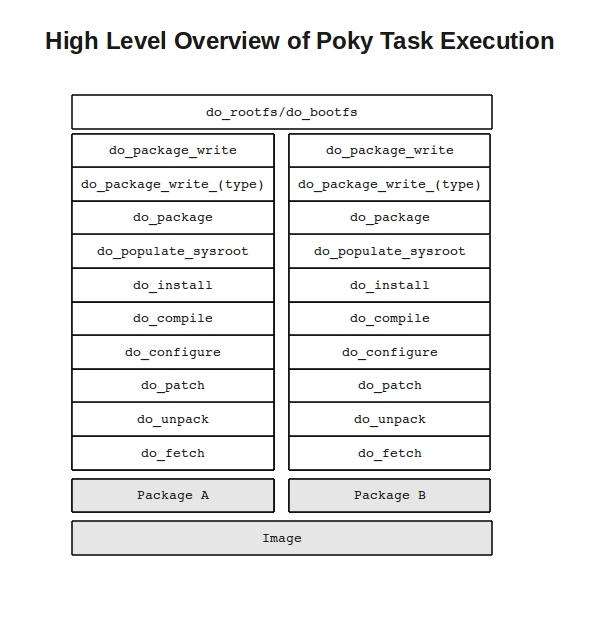 High Level Overview of Poky Task Execution
do_rootfs/do_bootfs
do_package_write do_package_write
do_package_write_(type) do_package_write_(type)
do_package do_package
do_populate_sysroot do_populate_sysroot
do_install do_install
do_compile do_compile
do_configure do_configure
do_patch do_patch
do_unpack do_unpack
do_fetch do_fetch
Package A Package B
Image